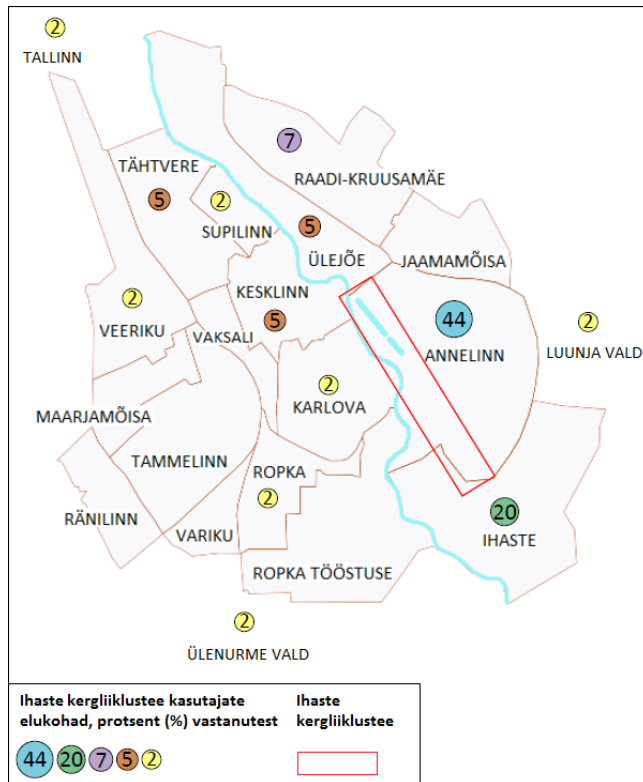 2
TALLINN
7
TÄHTVERE
RAADI-KRUUSAMÄE
5
2
SUPILINN
5
ÜLEJÕE
JAAMAMÕISA
KESKLINN
2
VEERIKU
VAKSALI
5
44
ANNELINN
2
LUUNJA VALD
2
KARLOVA
MAARJAMÕISA
TAMMELINN
ROPKA
2
RÄNILINN
VARIKU
20
IHASTE
ROPKA TÖÖSTUSE
2
ÜLENURME VALD
Ihaste kergliiklustee kasutajate
elukohad, protsent (%) vastanutest
44 20 7 5 2
Ihaste
kergliiklustee